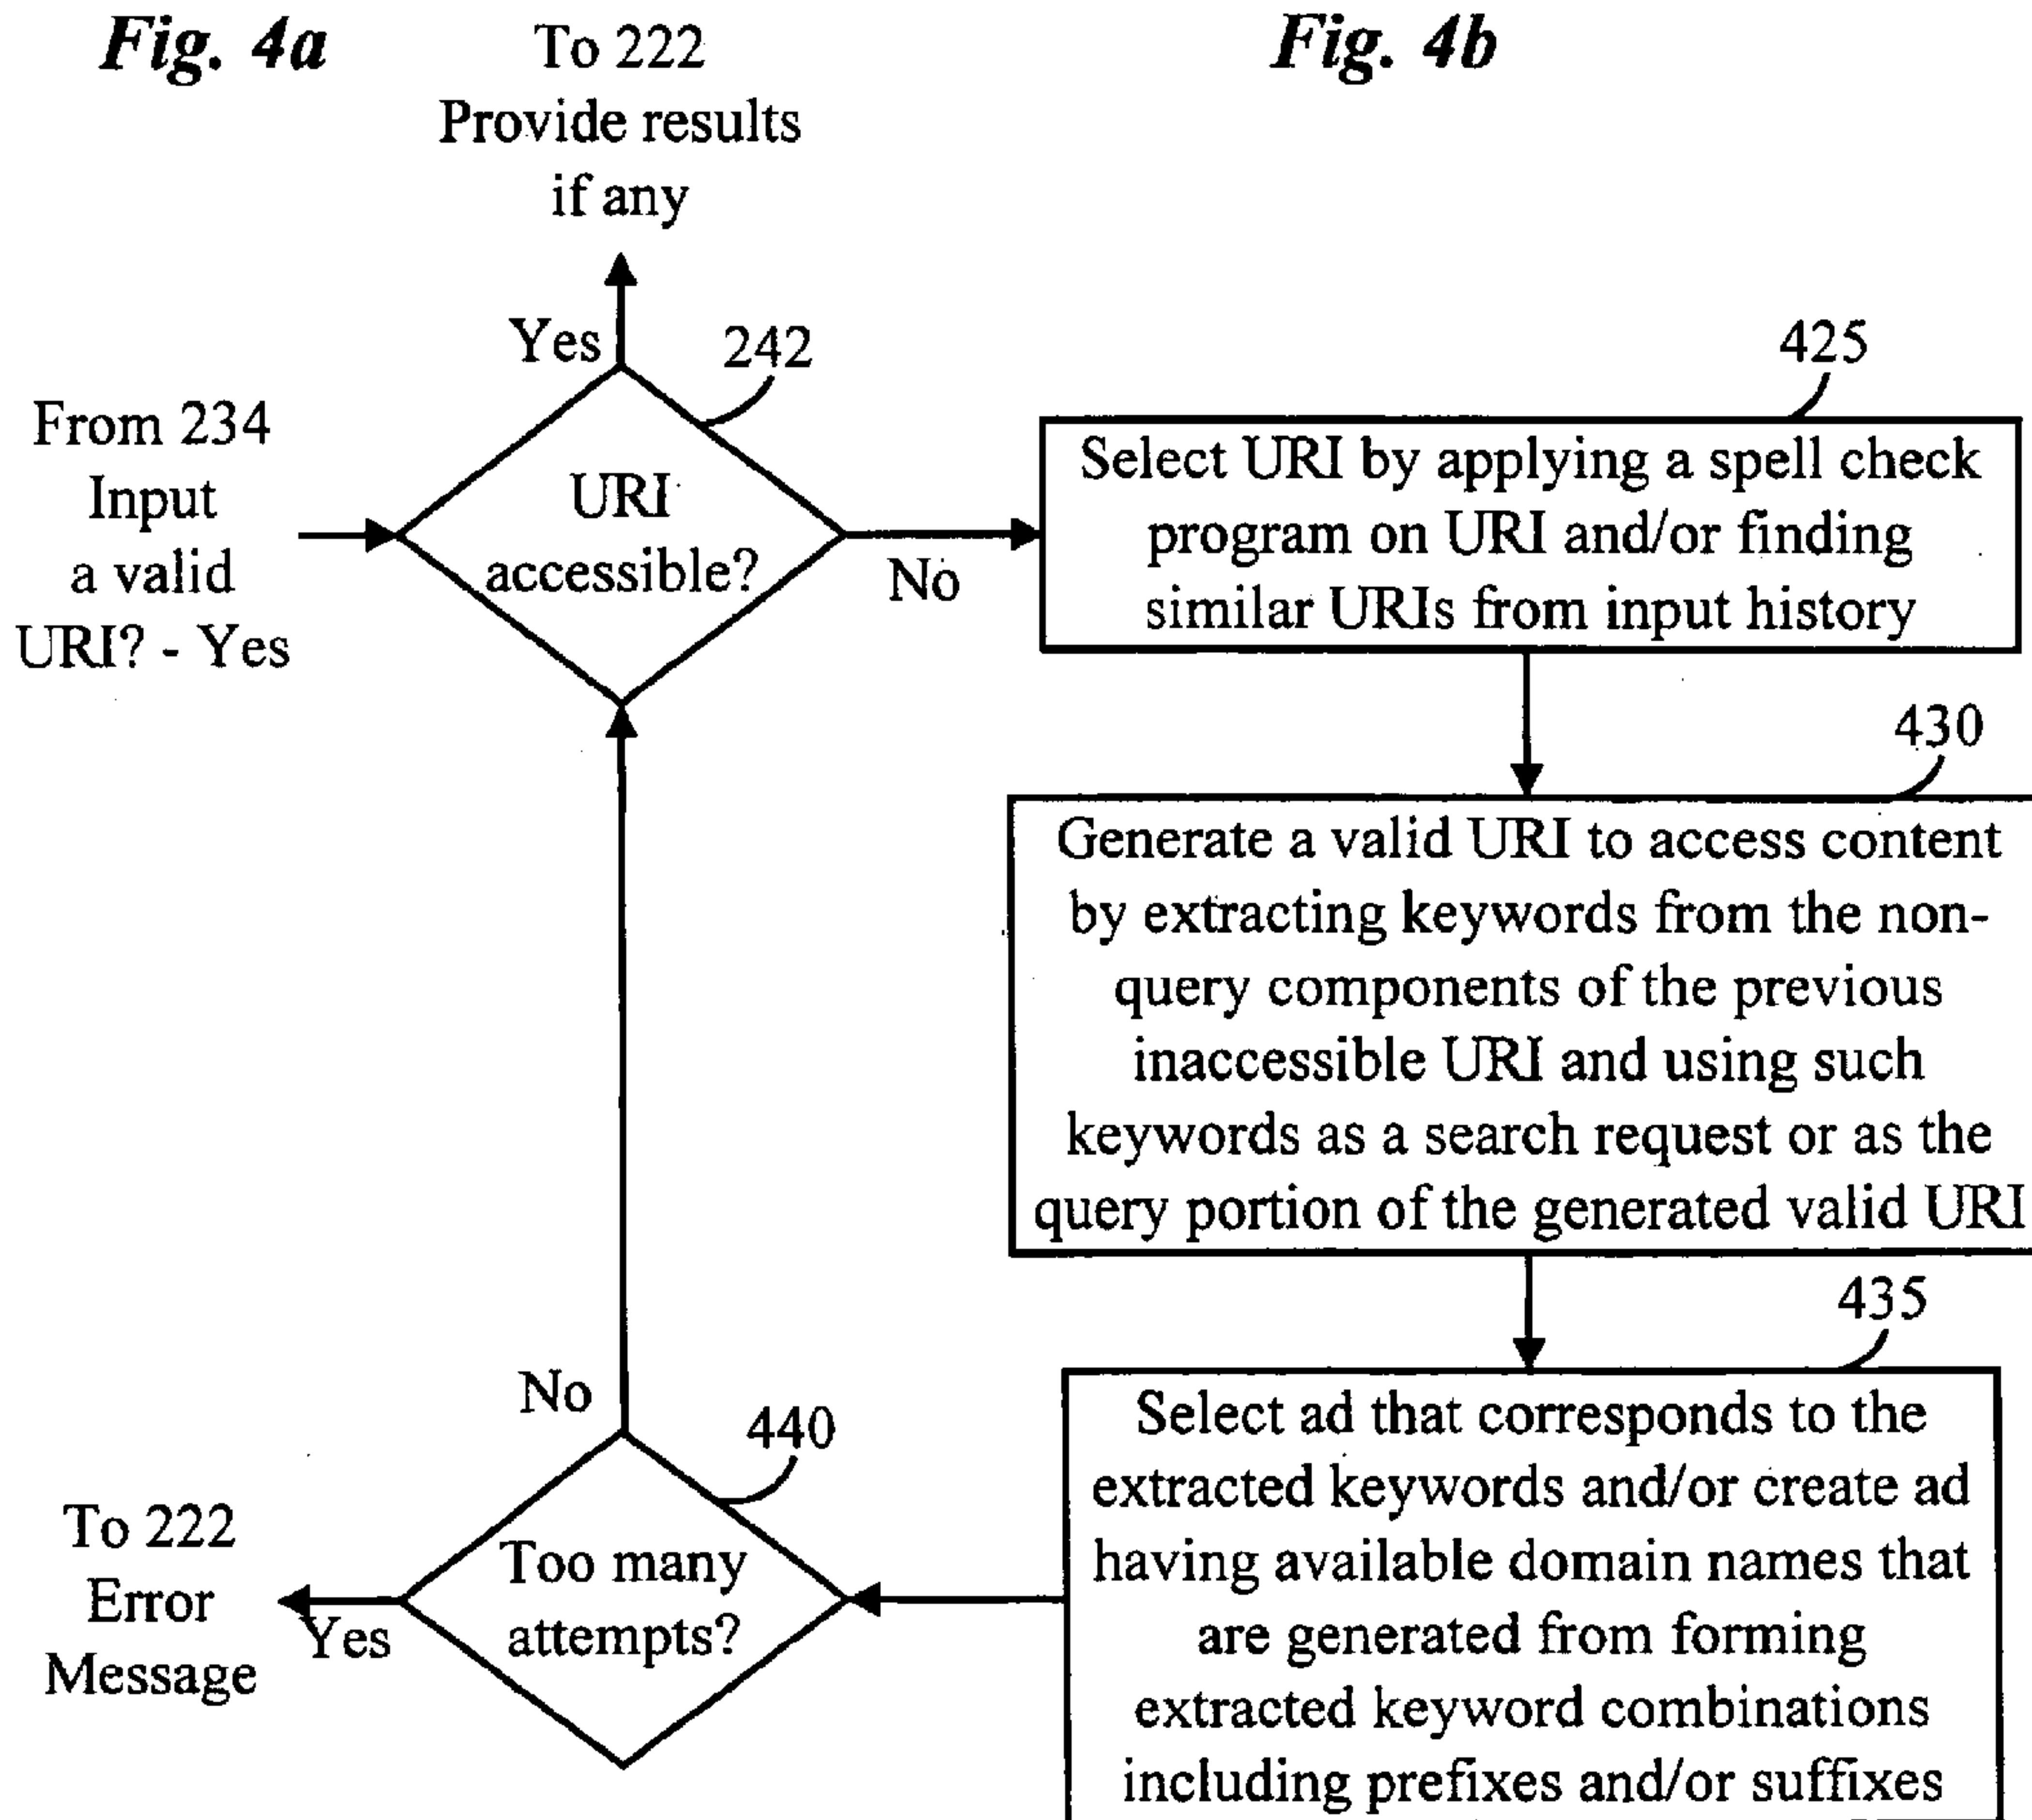 Fig. 4a
Fig. 4b
To 222
Provide results
if any
Yes
242
From 234
Input
a valid
URI? - Yes
URI
accessible?
No
425
Select URI by applying a spell check
program on URI and/or finding
similar URIs from input history
430
Generate a valid URI to access content
by extracting keywords from the non-
query components of the previous
inaccessible URI and using such
keywords as a search request or as the
query portion of the generated valid URI
435
Select ad that corresponds to the
extracted keywords and/or create ad
having available domain names that
are generated from forming
extracted keyword combinations
including prefixes and/or suffixes
No
440
Too many
attempts?
Yes
To 222
Error
Message